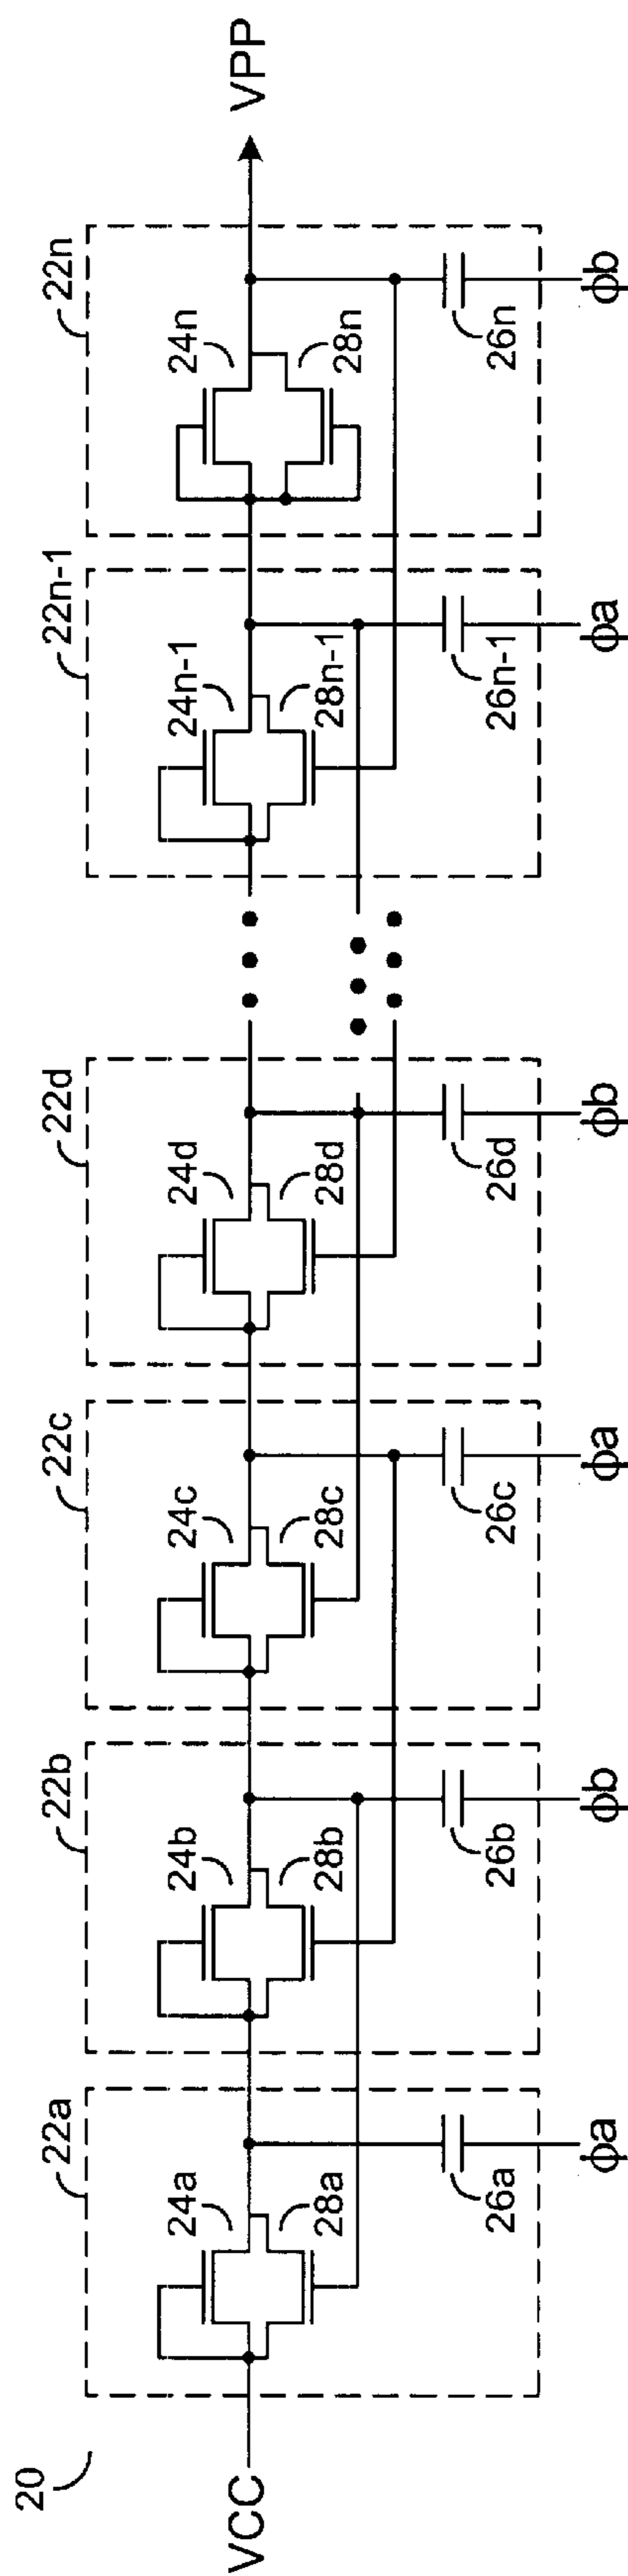 20
22a
22b
22c
22d
22n-1
22n
24a
24b
24c
24d
24n-1
24n
VCC
VPP
28a
28b
28c
28d
28n-1
28n
26a
26b
26c
26d
26n-1
26n
ϕa
ϕb
ϕa
ϕb
ϕa
ϕb